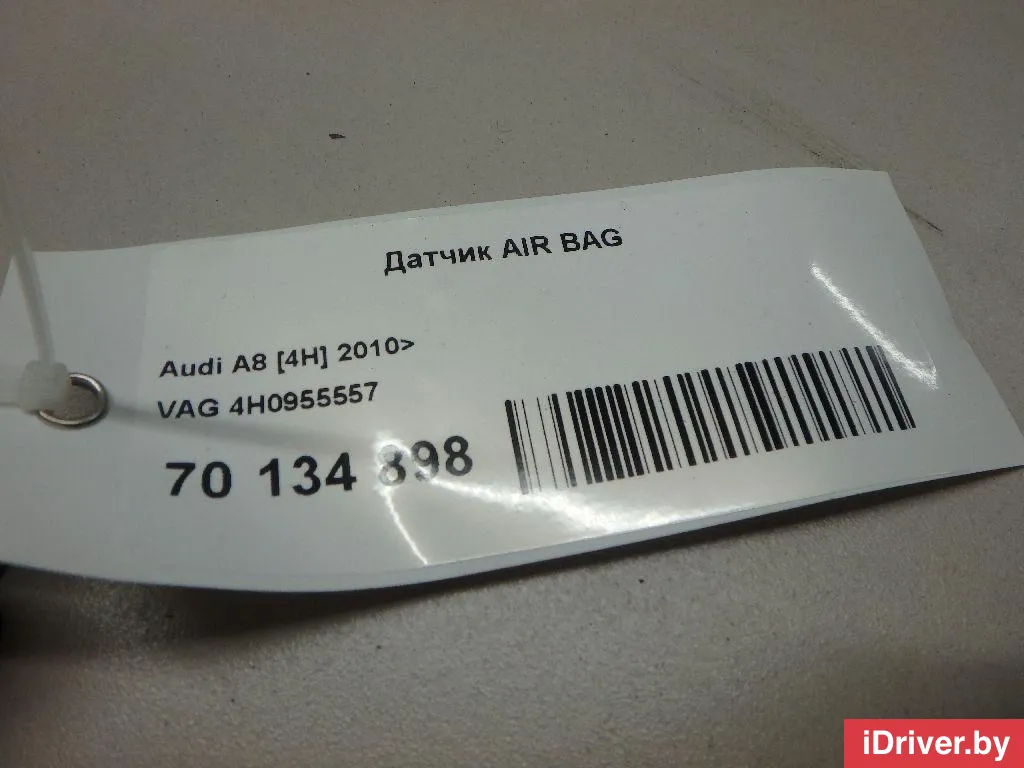 Датчик AIR BAG
Audi A8 [4H] 2010>
VAG 4H0955557
70 134 898
iDriver.by